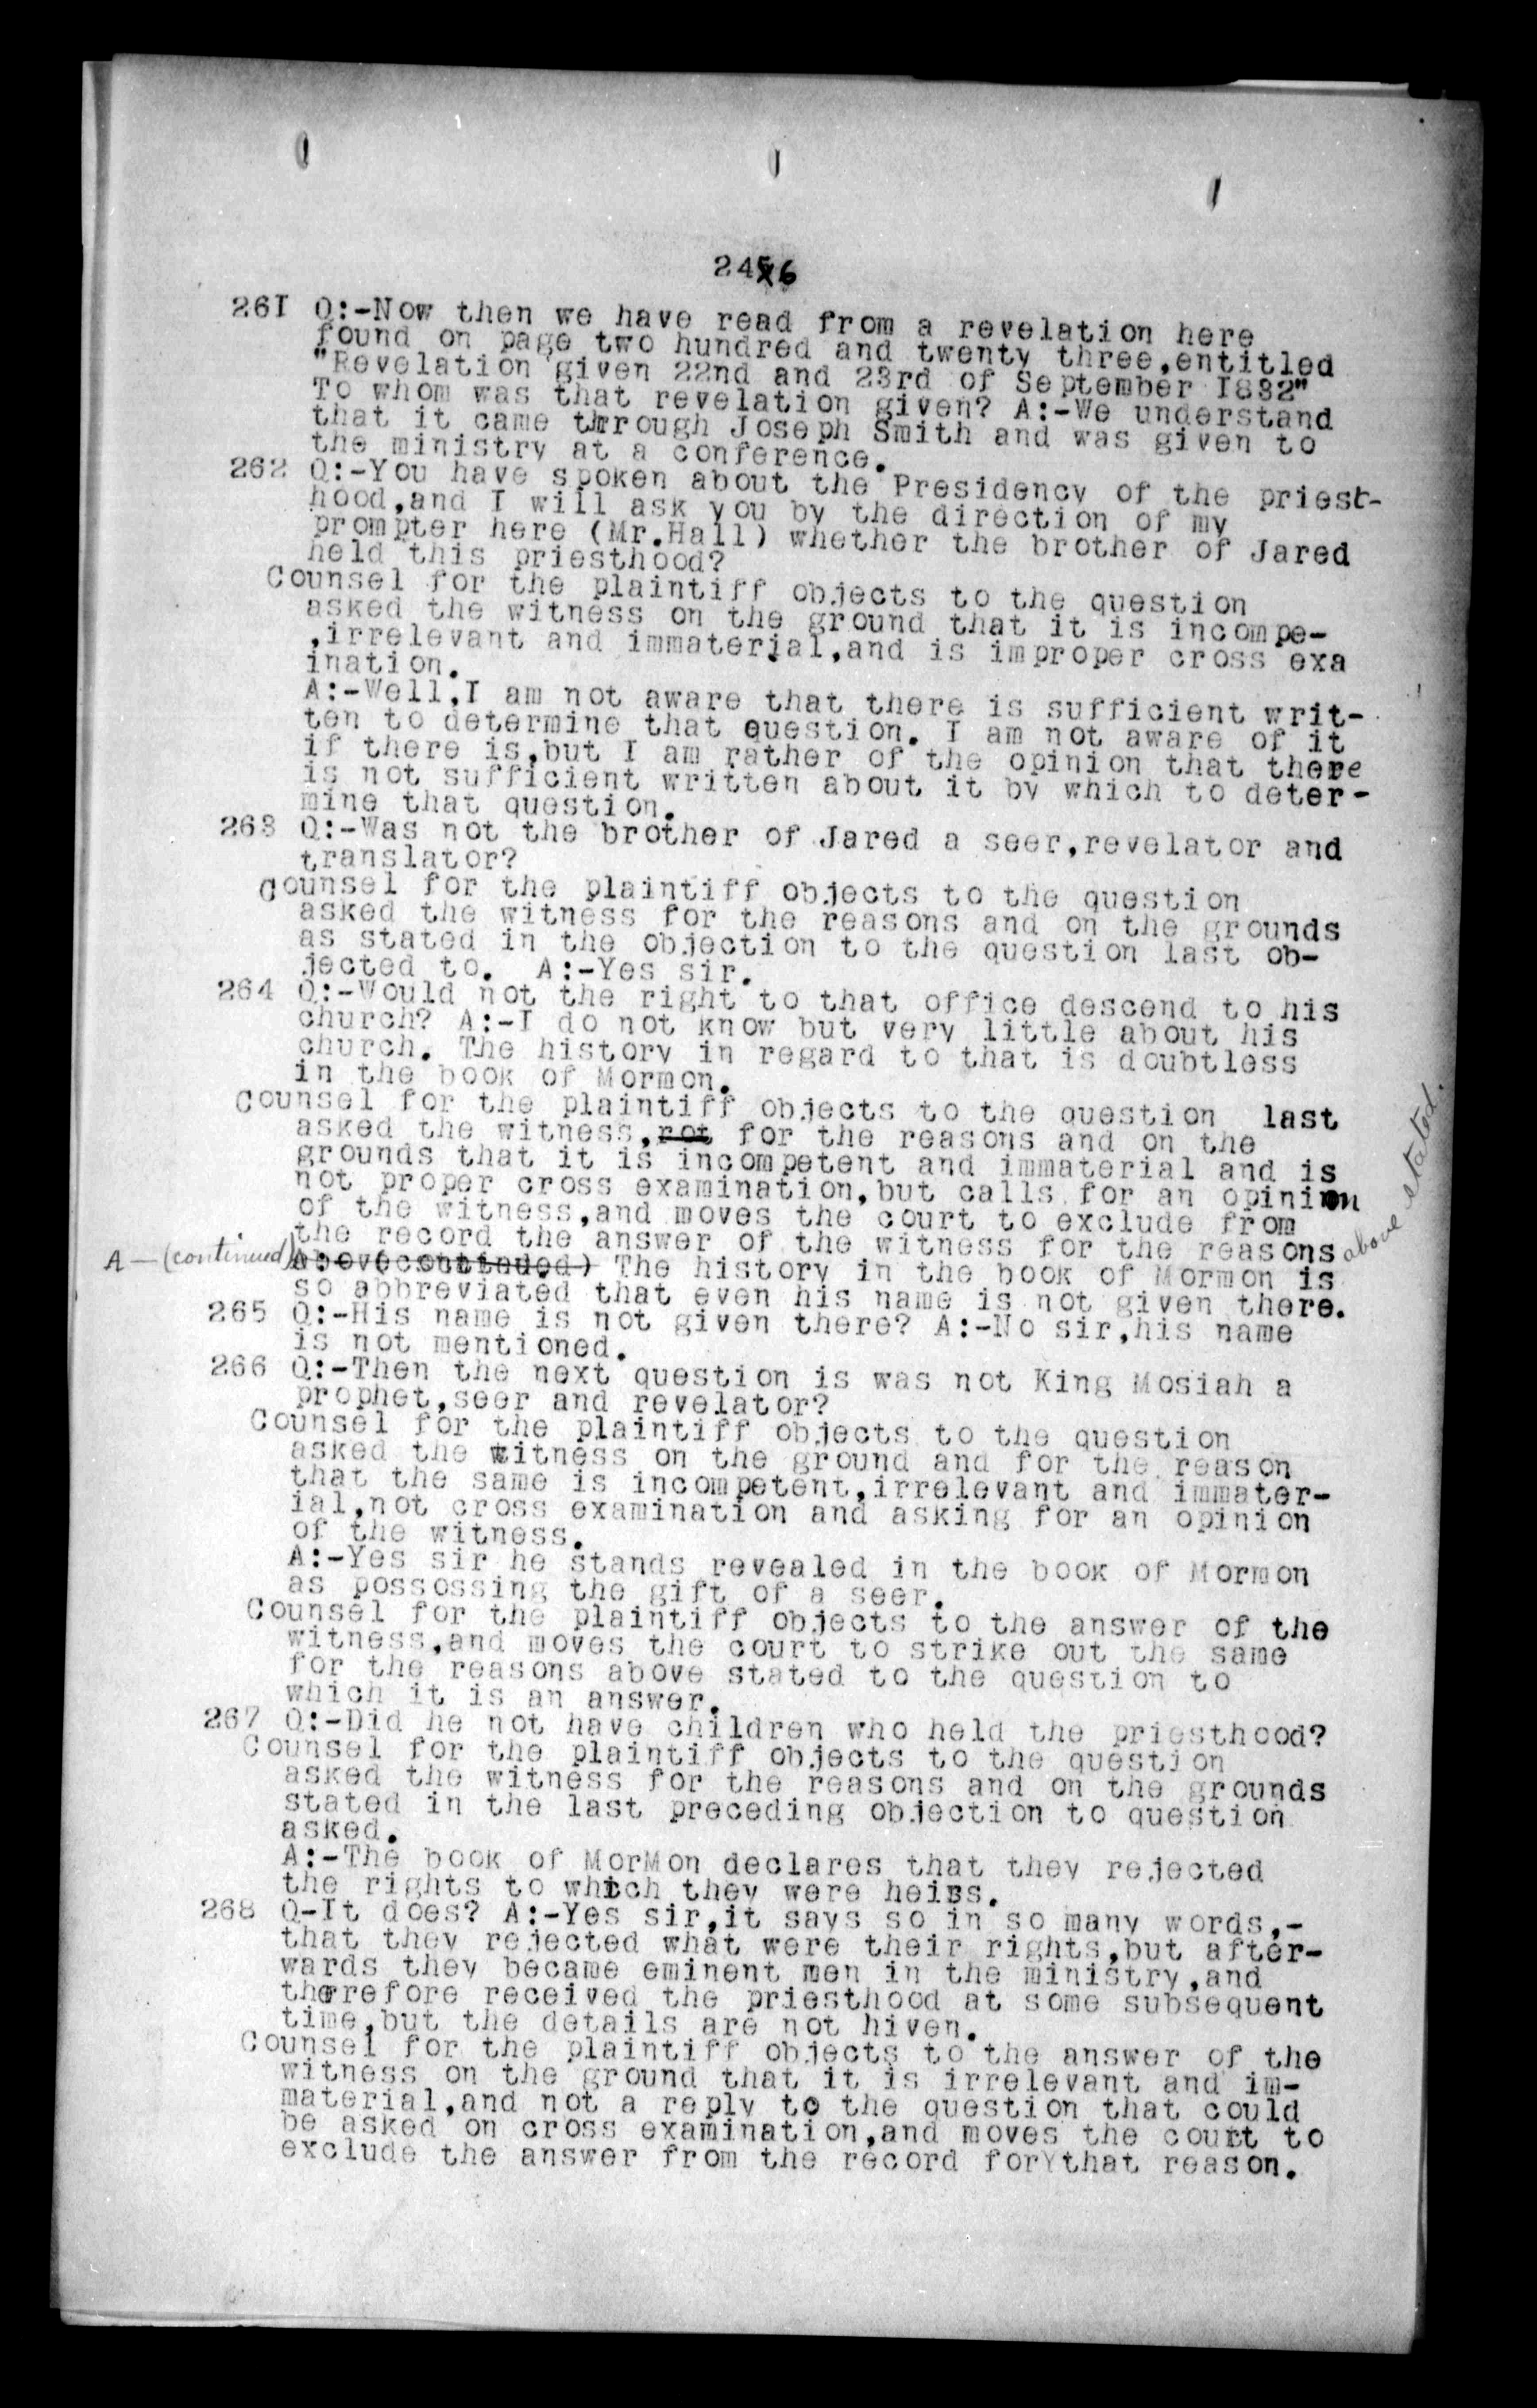 246
261 Q:-Now then we have read from a revelation here
found on page two hundred and twenty three,entitled
"Revelation given 22nd and 23rd of September 1832"
To whom was that revelation given? A:-We understand
that it came through Joseph Smith and was given to
the ministry at a conference.
262 Q:-You have spoken about the Presidency of the priest-
hood,and I will ask you by the direction of my
prompter here (Mr.Hall) whether the brother of Jared
held this priesthood?
Counsel for the plaintiff objects to the question
asked the witness on the ground that it is incompe-
,irrelevant and immaterial,and is improper cross exa
ination.
A:-Well,I am not aware that there is sufficient writ-
ten to determine that question. I am not aware of it
if there is,but I am rather of the opinion that there
is not sufficient written about it by which to deter-
mine that question.
263 Q:-Was not the brother of Jared a seer,revelator and
translator?
Counsel for the plaintiff objects to the question
asked the witness for the reasons and on the grounds
as stated in the objection to the question last ob-
jected to. A:-Yes sir.
264 Q:-Would not the right to that office descend to his
church? A:-I do not know but very little about his
church. The history in regard to that is doubtless
in the book of Mormon.
Counsel for the plaintiff objects to the question last
asked the witness, for the reasons and on the
grounds that it is incompetent and immaterial and is
not proper cross examination,but calls for an opinion
of the witness,and moves the court to exclude from
the record the answer of the witness for the reasons above stated.
A-(continued) The history in the book of Mormon is
so abbreviated that even his name is not given there.
265 Q:-His name is not given there? A:-No sir,his name
is not mentioned.
266 Q:-Then the next question is was not King Mosiah a
prophet,seer and revelator?
Counsel for the plaintiff objects to the question
asked the witness on the ground and for the reason
that the same is incompetent,irrelevant and immater-
ial,not cross examination and asking for an opinion
of the witness.
A:-Yes sir he stands revealed in the book of Mormon
as possossing the gift of a seer.
Counsel for the plaintiff objects to the answer of the
witness,and moves the court to strike out the same
for the reasons above stated to the question to
which it is an answer.
267 Q:-Did he not have children who held the priesthood?
Counsel for the plaintiff objects to the question
asked the witness for the reasons and on the grounds
stated in the last preceding objection to question
asked.
A:-The book of MorMon declares that they rejected
the rights to which they were heirs.
268 Q-It does? A:-Yes sir,it says so in so many words,-
that they rejected what were their rights,but after-
wards they became eminent men in the ministry,and
therefore received the priesthood at some subsequent
time,but the details are not hiven.
Counsel for the plaintiff objects to the answer of the
witness on the ground that it is irrelevant and im-
material,and not a reply to the question that could
be asked on cross examination,and moves the court to
exclude the answer from the record for that reason.